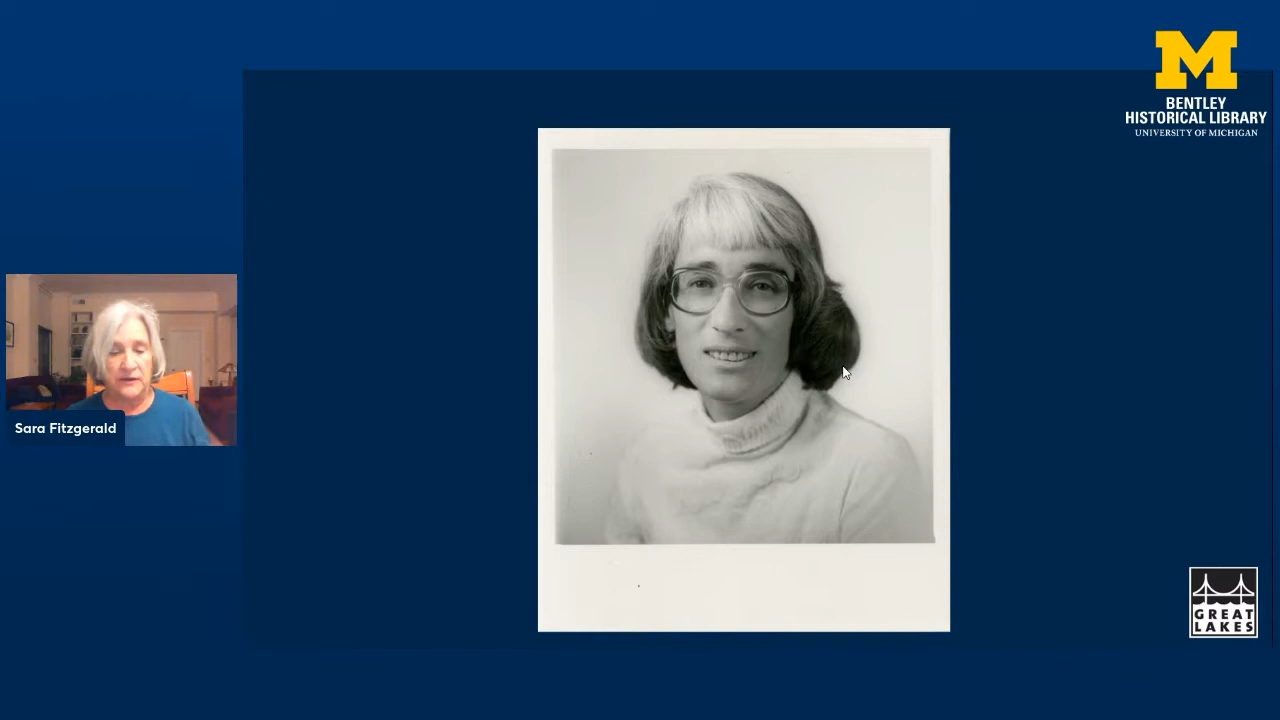 M
BENTLEY
HISTORICAL LIBRARY
UNIVERSITY OF MICHIGAN
Sara Fitzgerald
GREAT
LAKES